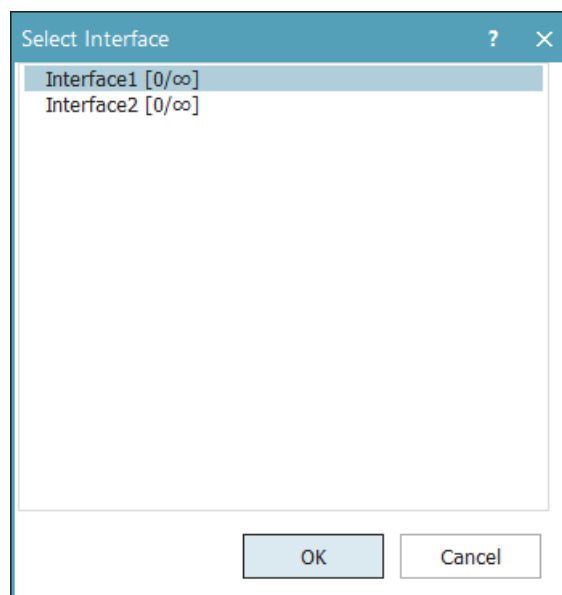 Select Interface ? ×
Interface1 [0/∞]
Interface2 [0/∞]
OK Cancel